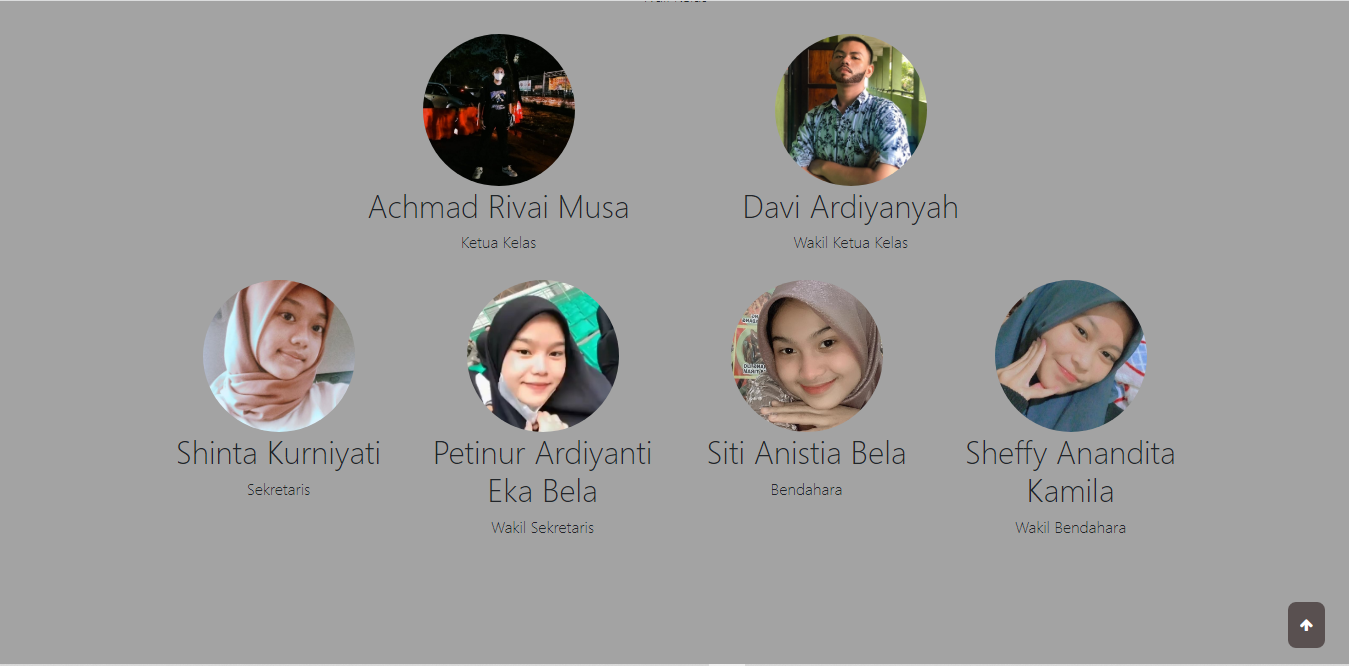 Achmad Rivai Musa
Ketua Kelas
Davi Ardiyanyah
Wakil Ketua Kelas
Shinta Kurniyati
Sekretaris
Petinur Ardiyanti
Eka Bela
Wakil Sekretaris
Siti Anistia Bela
Bendahara
Sheffy Anandita
Kamila
Wakil Bendahara